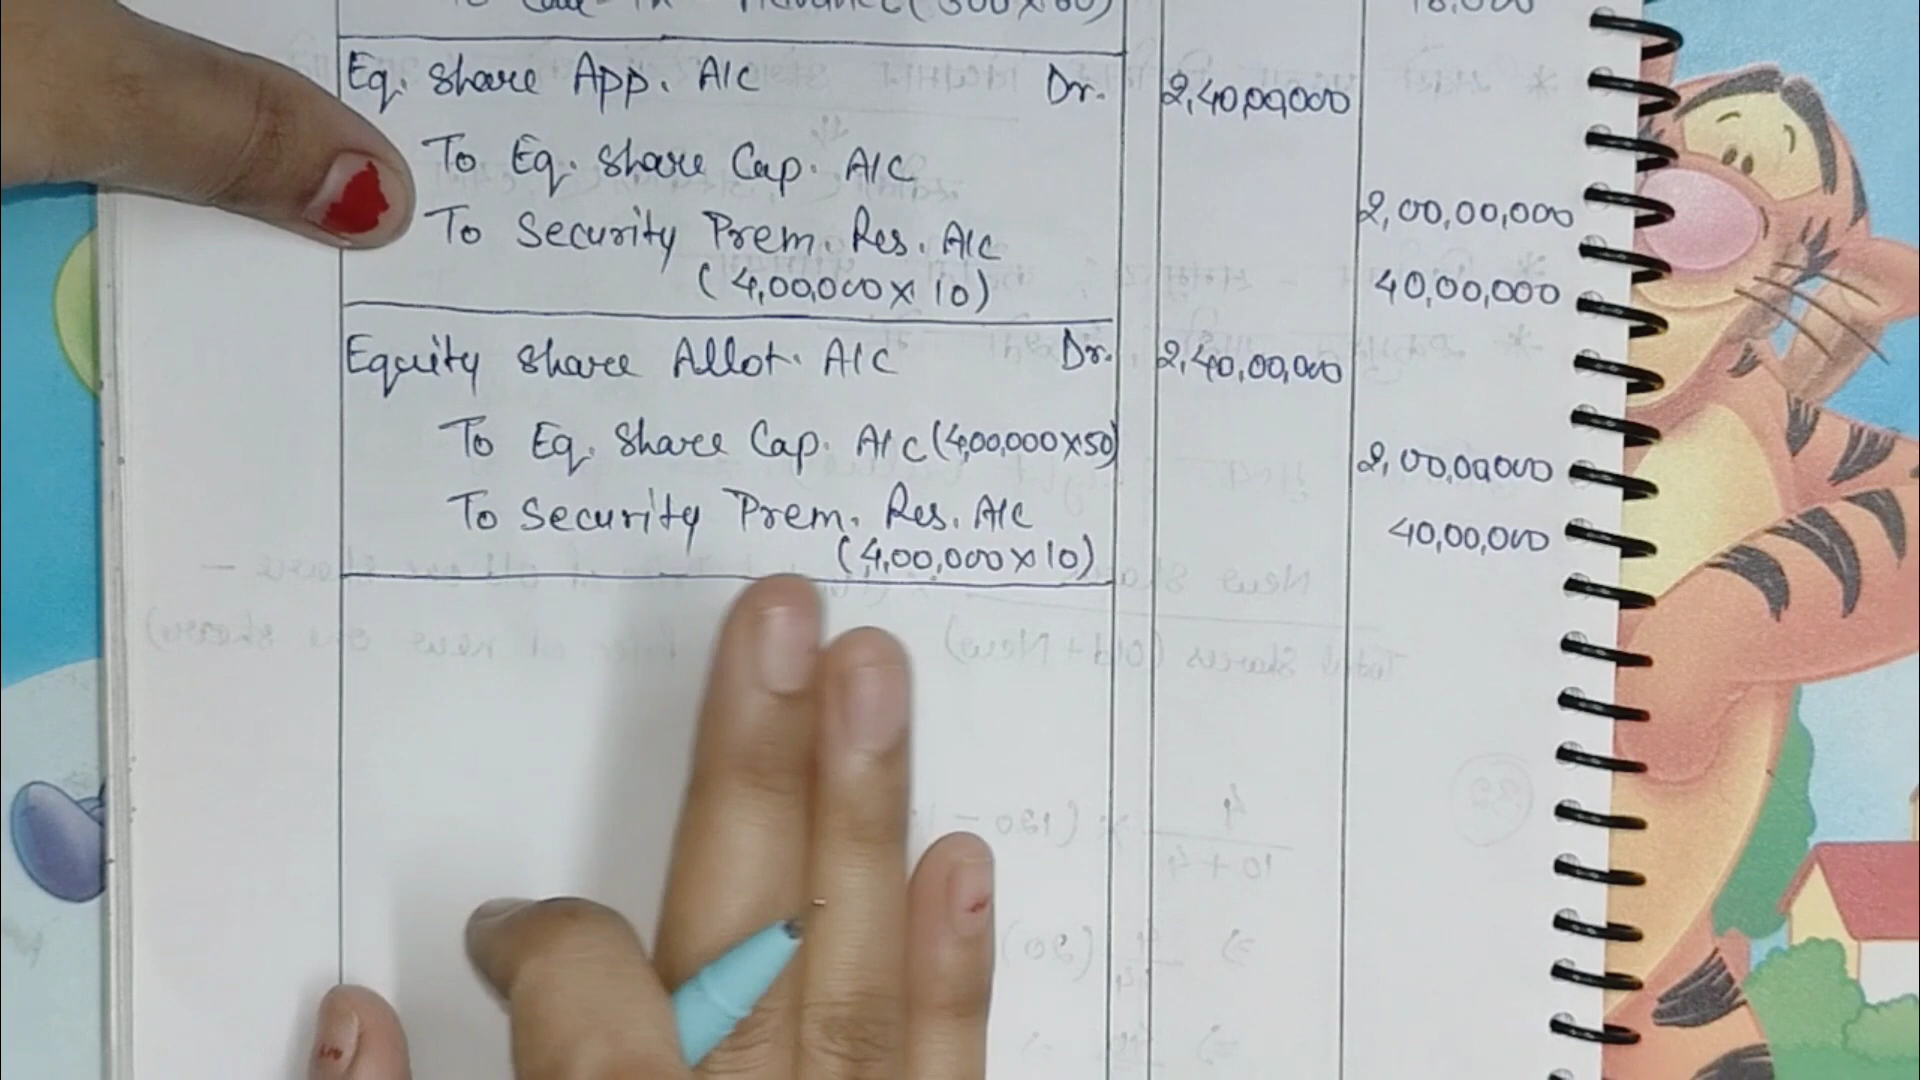 Eq. Share App. A/C Dr. 2,40,00,000
To Eq. Share Cap. A/C 2,00,00,000
To Security Prem. Res. A/C
(4,00,000 x 10) 40,00,000
Equity Share Allot. A/C Dr. 2,40,00,000
To Eq. Share Cap. A/C (4,00,000 x 50) 2,00,00,000
To Security Prem. Res. A/C 40,00,000
(4,00,000 x 10)